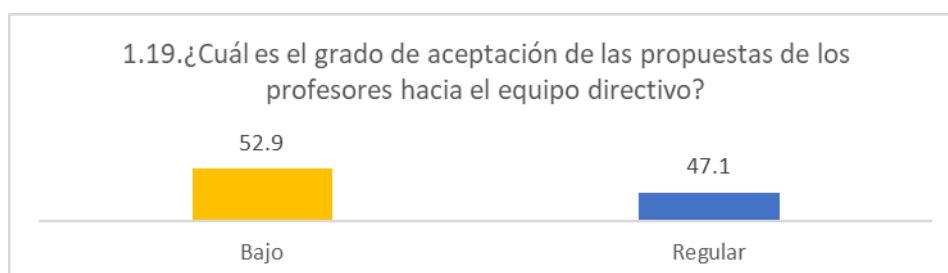 1.19.¿Cuál es el grado de aceptación de las propuestas de los
profesores hacia el equipo directivo?
52.9
47.1
Bajo
Regular